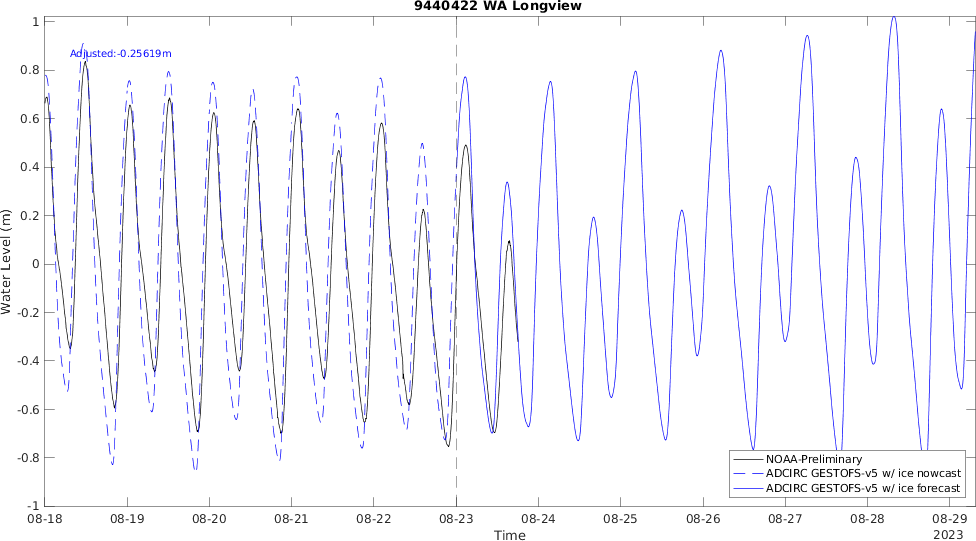 9440422 WA Longview
Adjusted:-0.25619m
Water Level (m)
1
0.8
0.6
0.4
0.2
0
-0.2
-0.4
-0.6
-0.8
-1
NOAA-Preliminary
ADCIRC GESTOFS-v5 w/ ice nowcast
ADCIRC GESTOFS-v5 w/ ice forecast
08-18 08-19 08-20 08-21 08-22 08-23 08-24 08-25 08-26 08-27 08-28 08-29
Time
2023